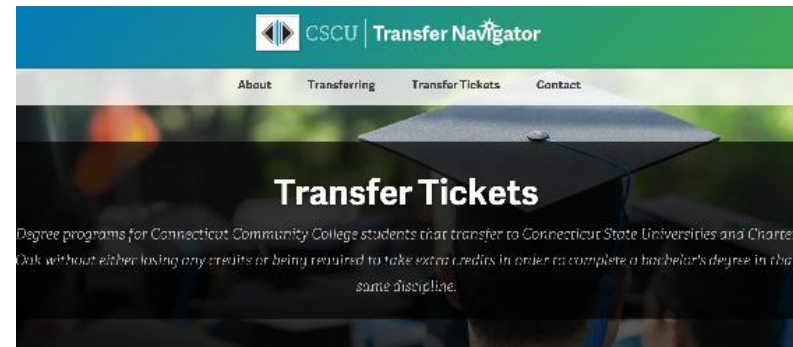 CSCU | Transfer Navigator
About Transferring Transfer Tickets Contact
Transfer Tickets
Degree programs for Connecticut Community College students that transfer to Connecticut State Universities and Charte
Oak without either losing any credits or being required to take extra credits in order to complete a bachelor's degree in tha
same discipline.